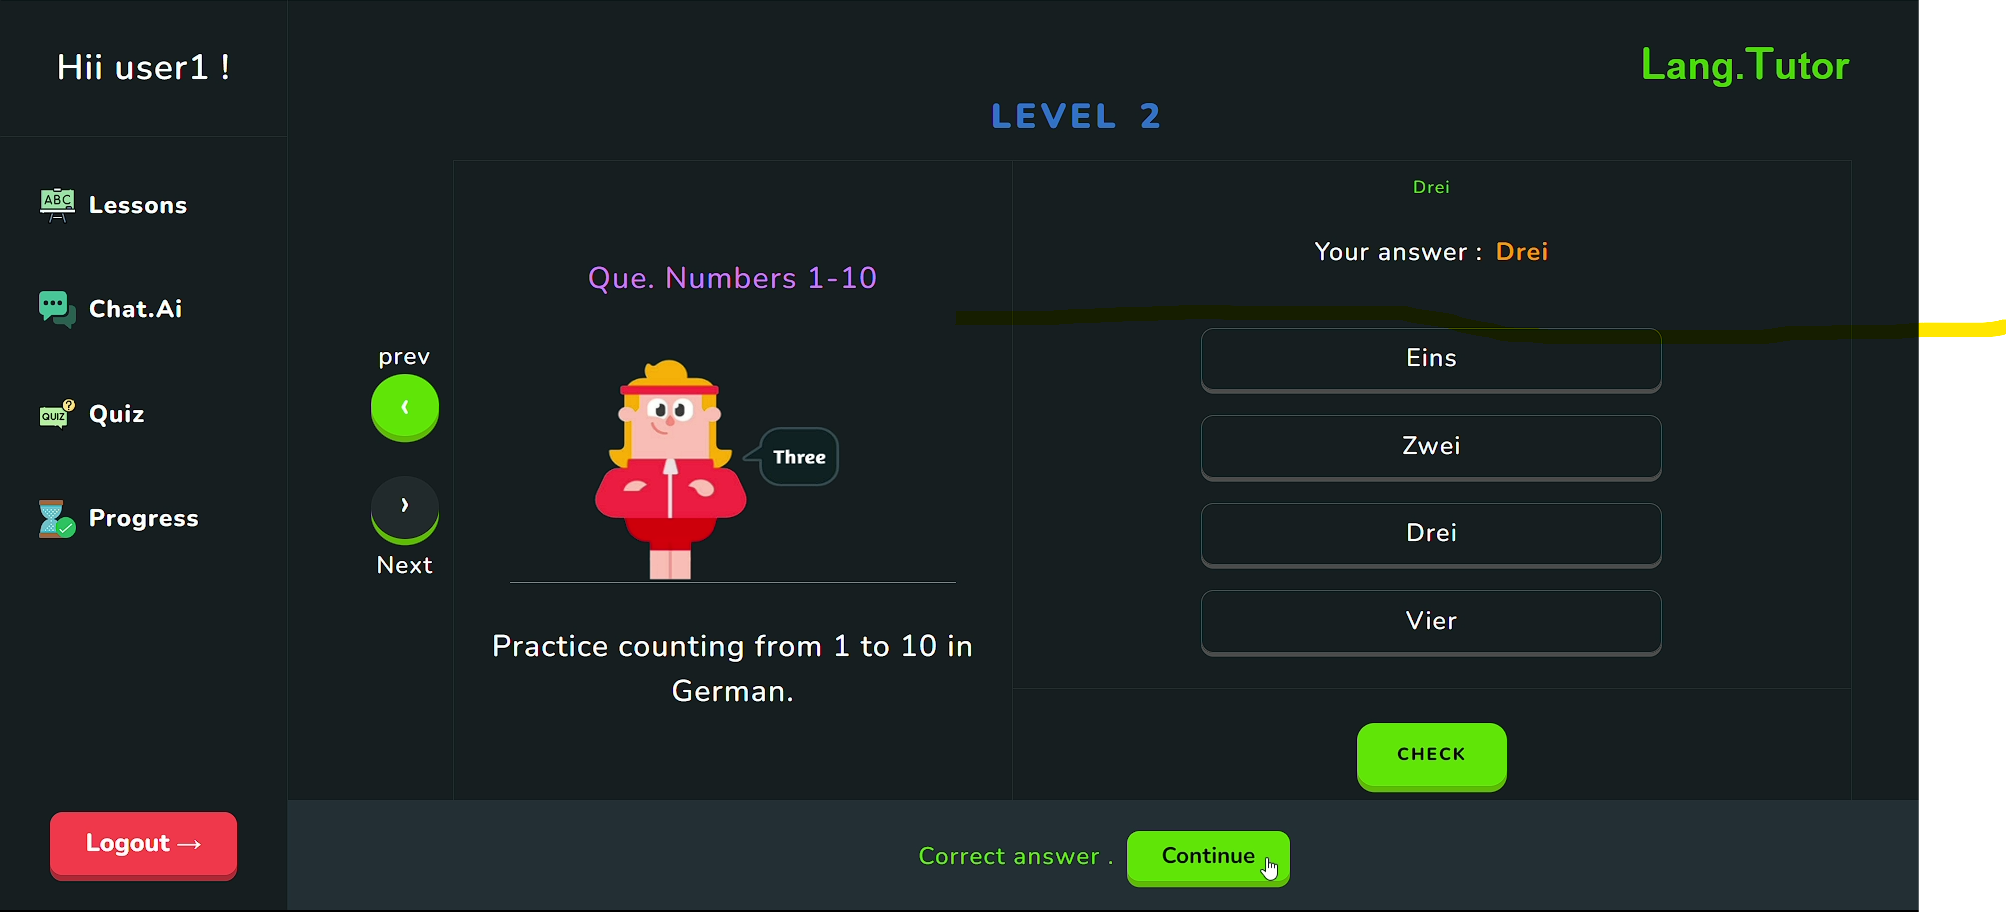 Hii user1 !
Lang.Tutor
LEVEL 2
ABC
Lessons
Chat.Ai
QUIZ
?
Quiz
Progress
Logout →
prev
‹
›
Next
Que. Numbers 1-10
Three
Practice counting from 1 to 10 in
German.
Drei
Your answer : Drei
Eins
Zwei
Drei
Vier
CHECK
Correct answer .
Continue